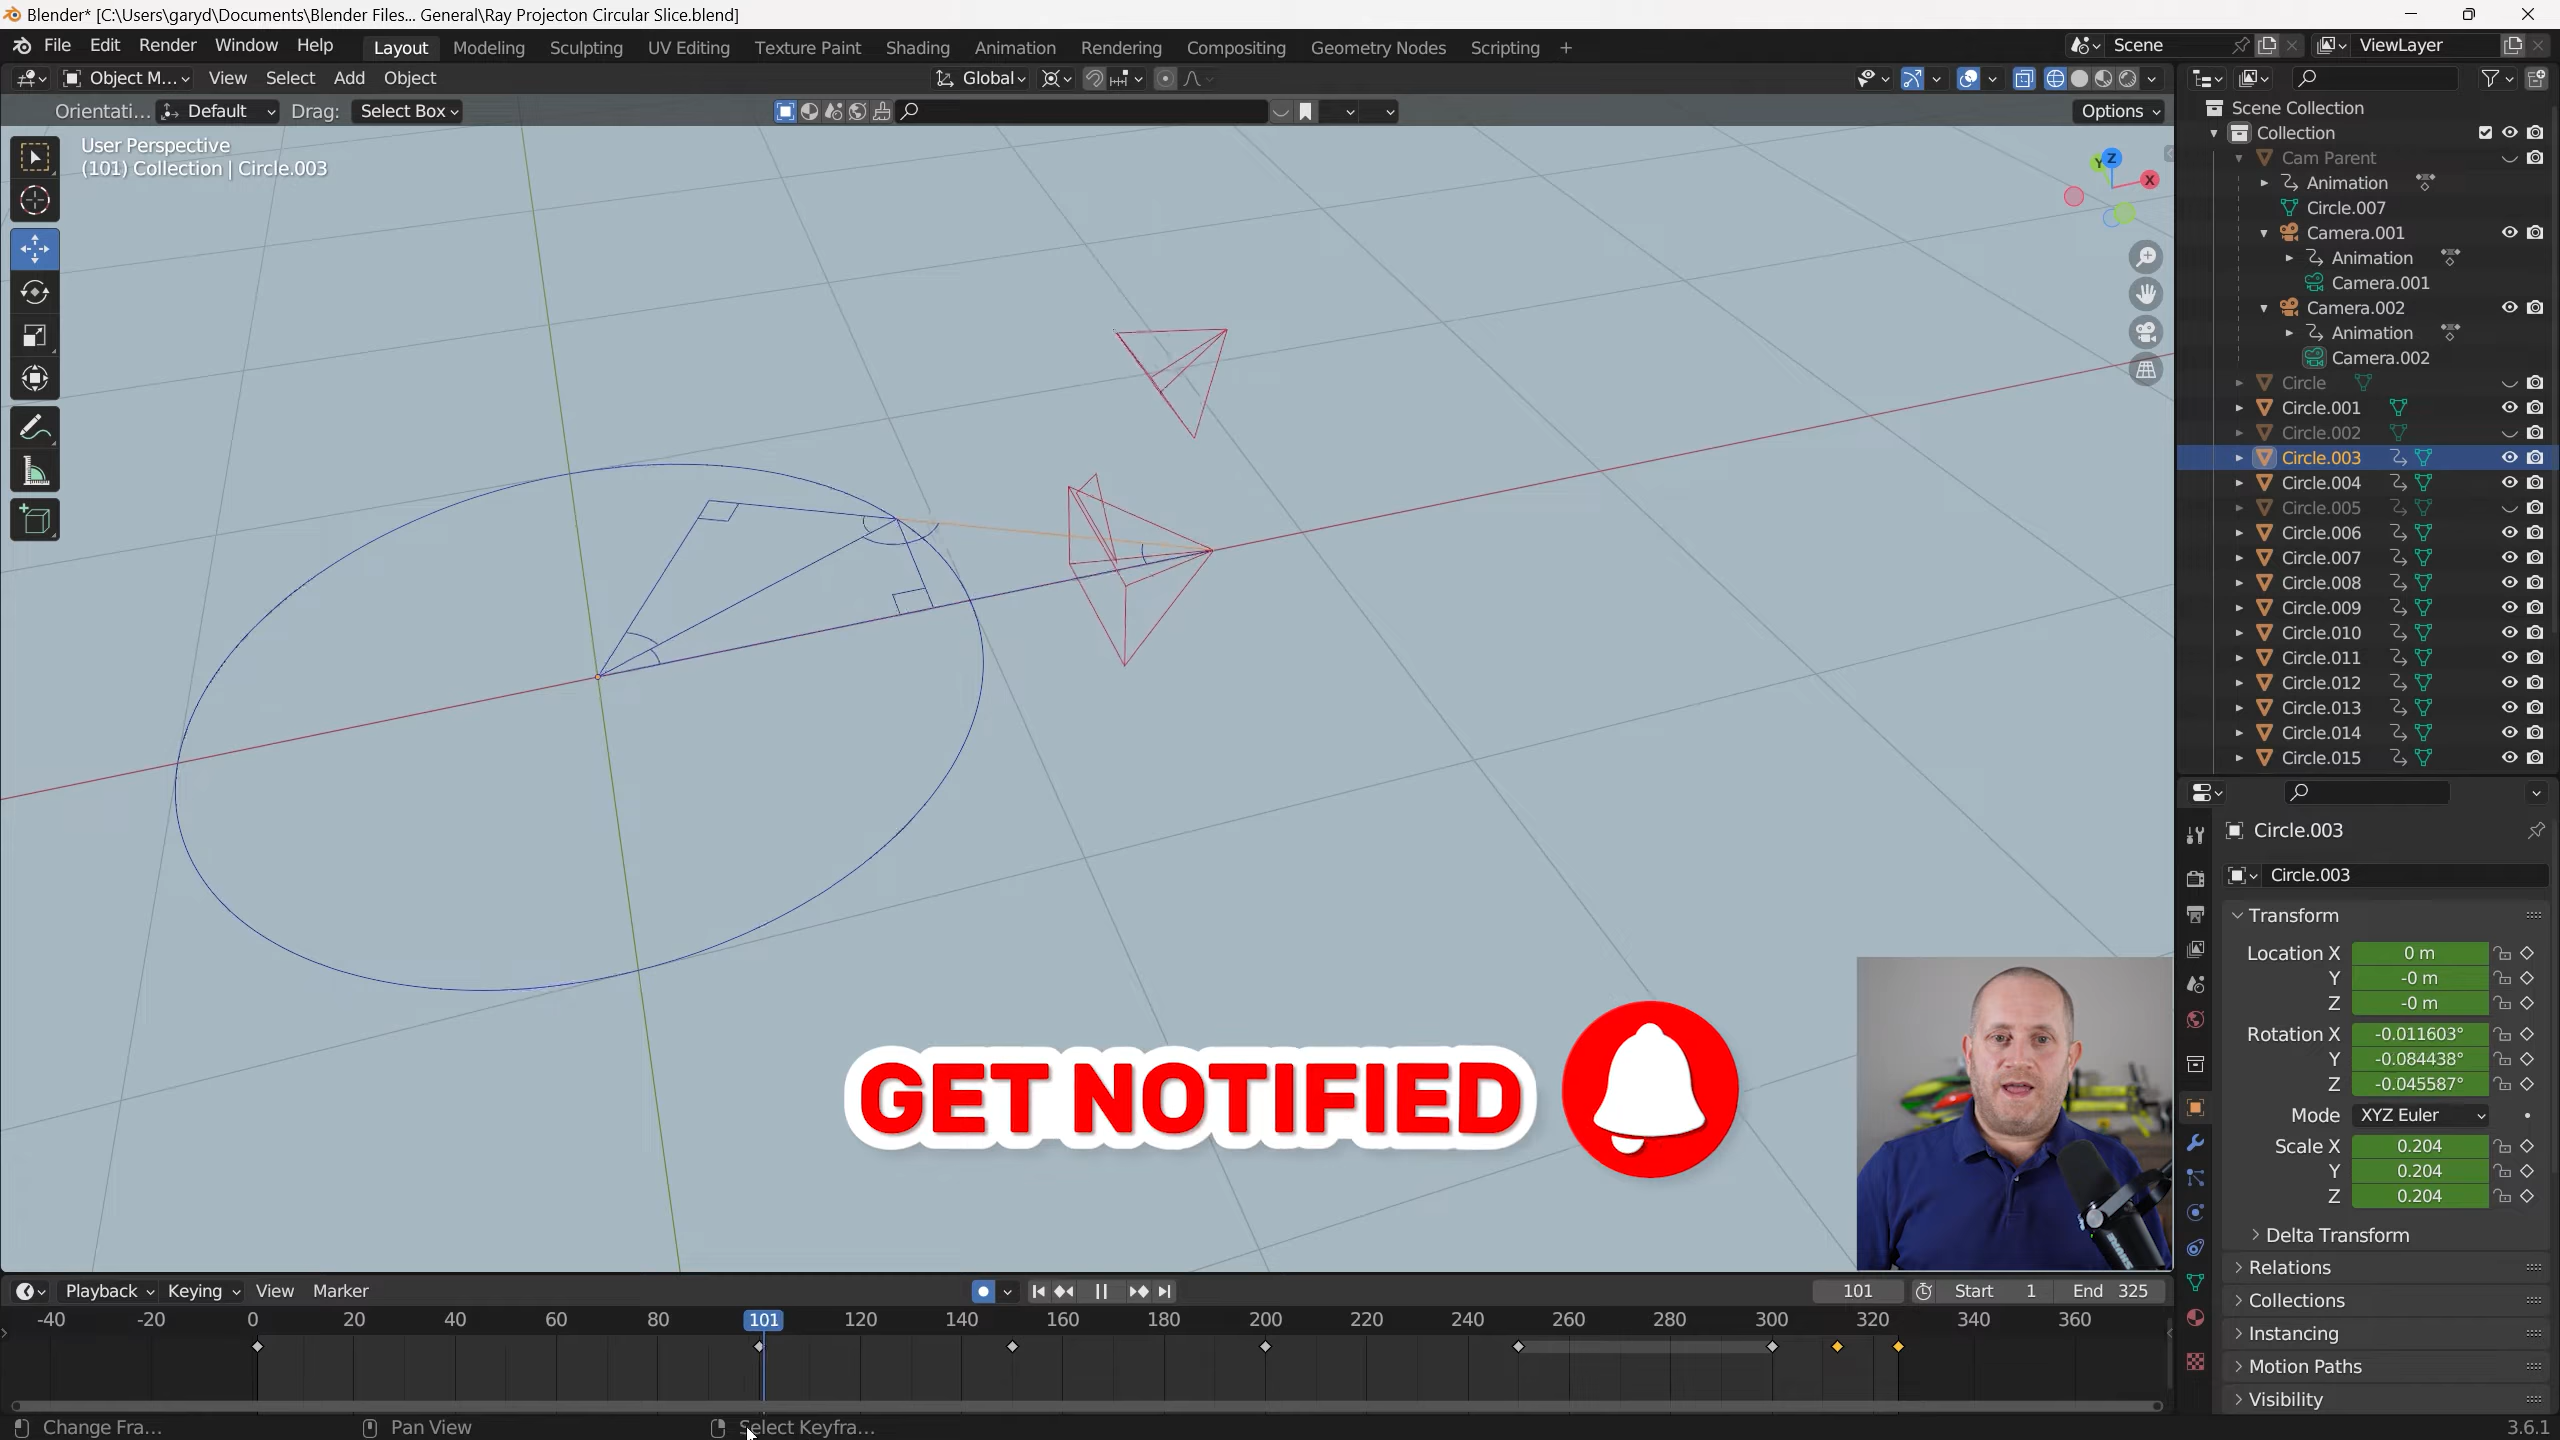 Blender* [C:\Users\garyd\Documents\Blender Files... General\Ray Projecton Circular Slice.blend]
File Edit Render Window Help Layout Modeling Sculpting UV Editing Texture Paint Shading Animation Rendering Compositing Geometry Nodes Scripting + Scene ViewLayer
Object M... View Select Add Object Global
Orientati... Default Drag: Select Box Options
User Perspective
(101) Collection | Circle.003
Z
Y
X
Scene Collection
Collection
Cam Parent
Animation
Circle.007
Camera.001
Animation
Camera.001
Camera.002
Animation
Camera.002
Circle
Circle.001
Circle.002
Circle.003
Circle.004
Circle.005
Circle.006
Circle.007
Circle.008
Circle.009
Circle.010
Circle.011
Circle.012
Circle.013
Circle.014
Circle.015
Circle.003
Circle.003
Transform
Location X 0 m
Y -0 m
Z -0 m
Rotation X -0.011603°
Y -0.084438°
Z -0.045587°
Mode XYZ Euler
Scale X 0.204
Y 0.204
Z 0.204
Delta Transform
Relations
Collections
Instancing
Motion Paths
Visibility
GET NOTIFIED
Playback Keying View Marker 101 Start 1 End 325
-40 -20 0 20 40 60 80 101 120 140 160 180 200 220 240 260 280 300 320 340 360
Change Fra... Pan View Select Keyfra... 3.6.1